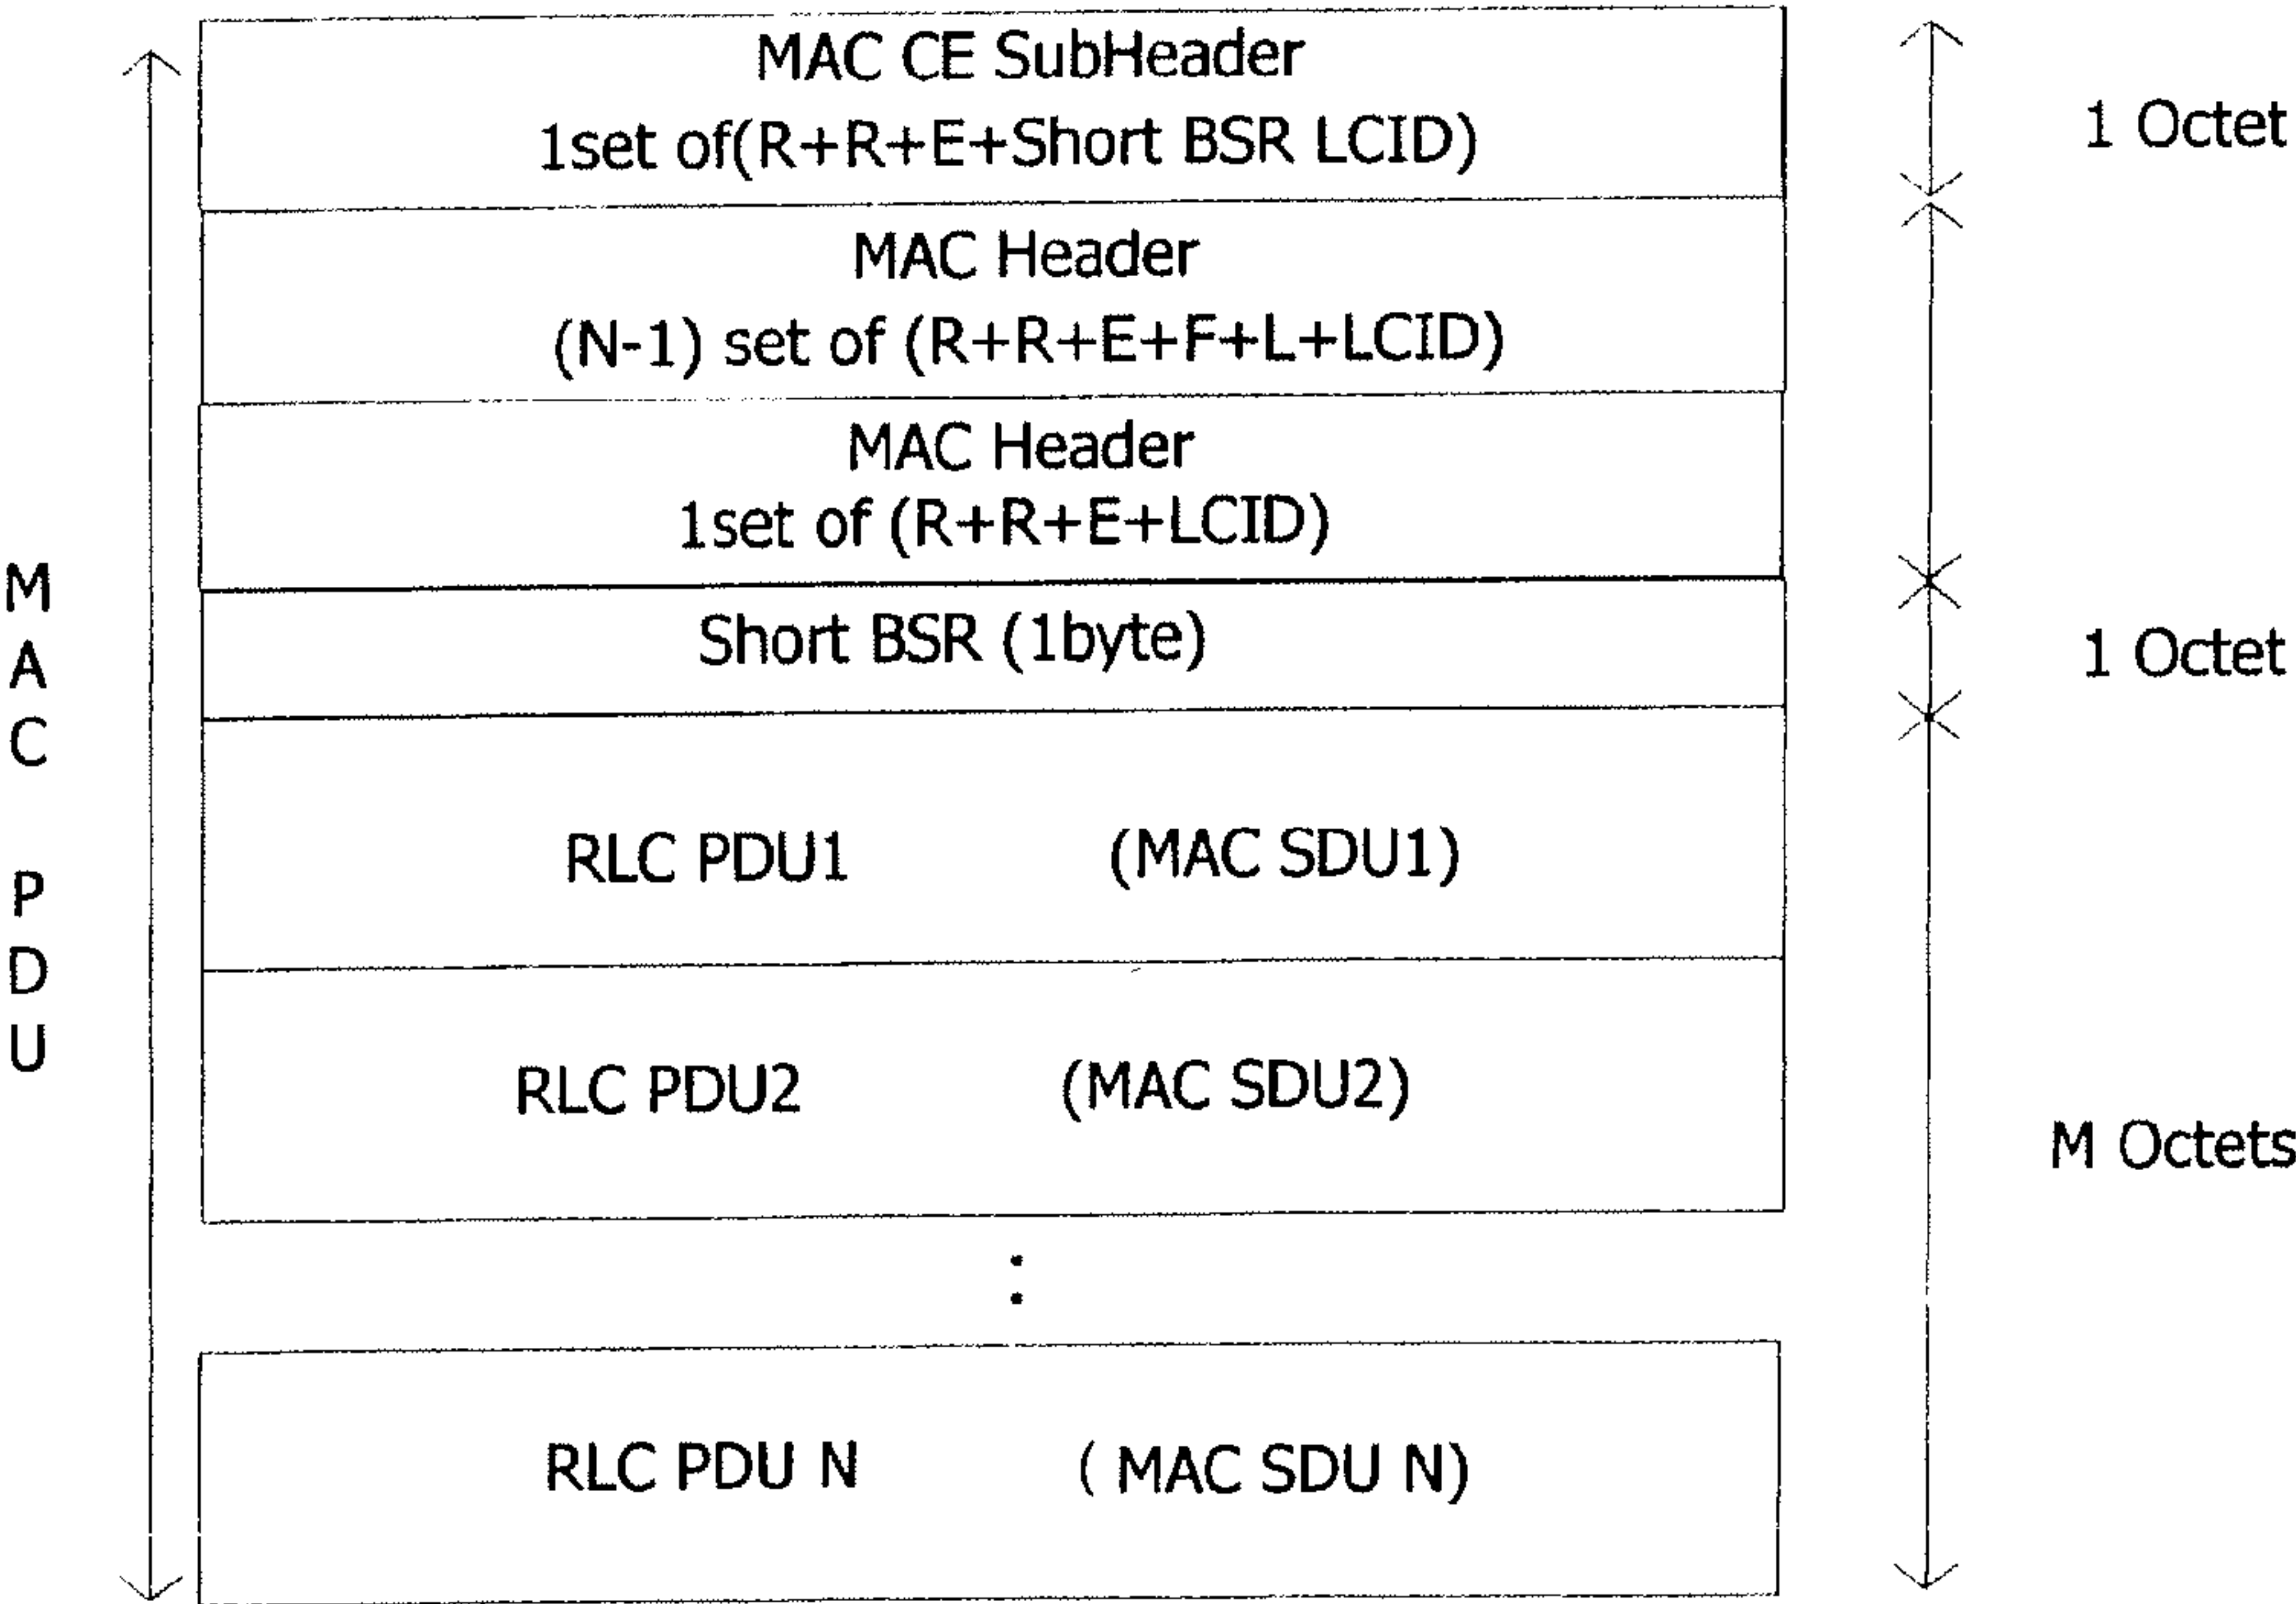 MAC CE SubHeader
1set of(R+R+E+Short BSR LCID)
1 Octet
MAC Header
(N-1) set of (R+R+E+F+L+LCID)
MAC Header
1set of (R+R+E+LCID)
Short BSR (1byte)
1 Octet
MAC PDU
RLC PDU1 (MAC SDU1)
RLC PDU2 (MAC SDU2)
M Octets
:
RLC PDU N ( MAC SDU N)